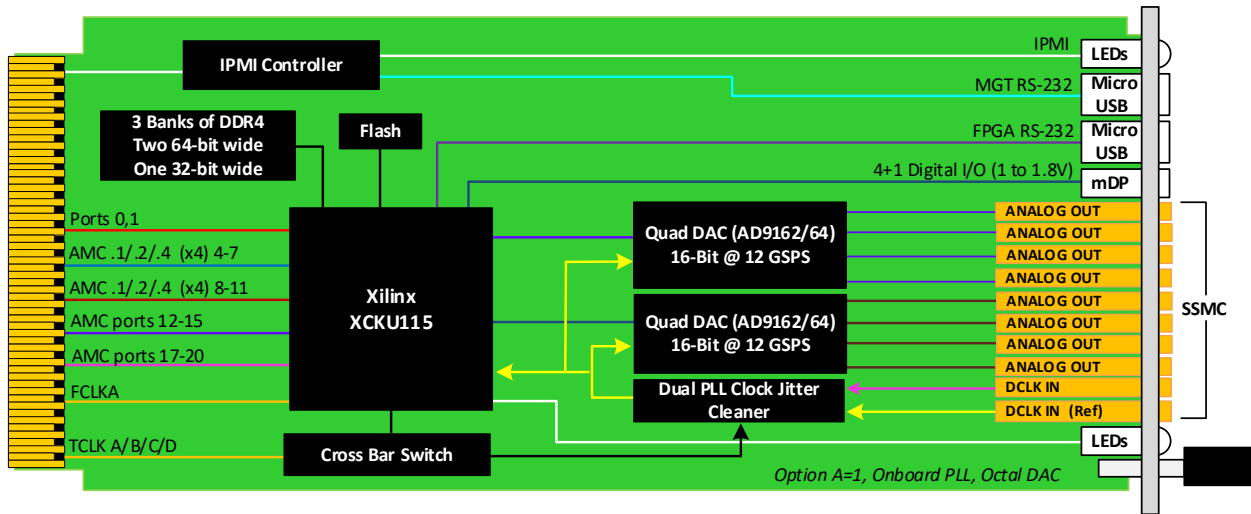 IPMI
LEDs
IPMI Controller
MGT RS-232
Micro
USB
3 Banks of DDR4
Two 64-bit wide
One 32-bit wide
Flash
FPGA RS-232
Micro
USB
4+1 Digital I/O (1 to 1.8V)
mDP
Ports 0,1
AMC .1/.2/.4 (x4) 4-7
AMC .1/.2/.4 (x4) 8-11
AMC ports 12-15
AMC ports 17-20
FCLKA
TCLK A/B/C/D
Xilinx
XCKU115
Quad DAC (AD9162/64)
16-Bit @ 12 GSPS
Quad DAC (AD9162/64)
16-Bit @ 12 GSPS
Dual PLL Clock Jitter
Cleaner
Cross Bar Switch
ANALOG OUT
ANALOG OUT
ANALOG OUT
ANALOG OUT
ANALOG OUT
ANALOG OUT
ANALOG OUT
ANALOG OUT
DCLK IN
DCLK IN (Ref)
SSMC
LEDs
Option A=1, Onboard PLL, Octal DAC